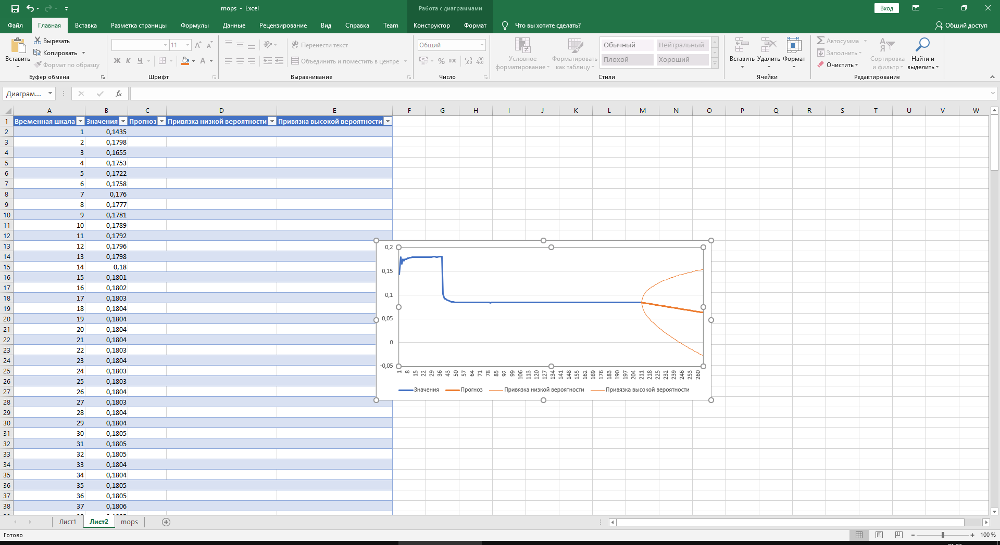 mops - Excel
Работа с диаграммами
Вход
Файл
Главная
Вставка
Разметка страницы
Формулы
Данные
Рецензирование
Вид
Справка
Team
Конструктор
Формат
Что вы хотите сделать?
Общий доступ
Вставить
Вырезать
Копировать
Формат по образцу
Буфер обмена
11
Ж К Ч
А
Шрифт
Перенести текст
Объединить и поместить в центре
Выравнивание
Общий
% 000
Число
Условное
форматирование
Форматировать
как таблицу
Обычный
Нейтральный
Плохой
Хороший
Стили
Вставить
Удалить
Формат
Ячейки
Автосумма
Заполнить
Очистить
Сортировка
и фильтр
Найти и
выделить
Редактирование
Диаграм...
fx
A B C D E F G H I J K L M N O P Q R S T U V W
1 Временная шкала Значения Прогноз Привязка низкой вероятности Привязка высокой вероятности
2 1 0,1435
3 2 0,1798
4 3 0,1655
5 4 0,1753
6 5 0,1722
7 6 0,1758
8 7 0,176
9 8 0,1777
10 9 0,1781
11 10 0,1789
12 11 0,1792
13 12 0,1796
14 13 0,1798
15 14 0,18
16 15 0,1801
17 16 0,1802
18 17 0,1803
19 18 0,1804
20 19 0,1804
21 20 0,1804
22 21 0,1804
23 22 0,1803
24 23 0,1804
25 24 0,1803
26 25 0,1803
27 26 0,1804
28 27 0,1803
29 28 0,1804
30 29 0,1804
31 30 0,1805
32 31 0,1805
33 32 0,1805
34 33 0,1804
35 34 0,1804
36 35 0,1805
37 36 0,1805
38 37 0,1806
0,2
0,15
0,1
0,05
0
-0,05
1 8 15 22 29 36 43 50 57 64 71 78 85 92 99 106 113 120 127 134 141 148 155 162 169 176 183 190 197 204 211 218 225 232 239 246 253 260
Значения Прогноз Привязка низкой вероятности Привязка высокой вероятности
Лист1
Лист2
mops
Готово
100 %